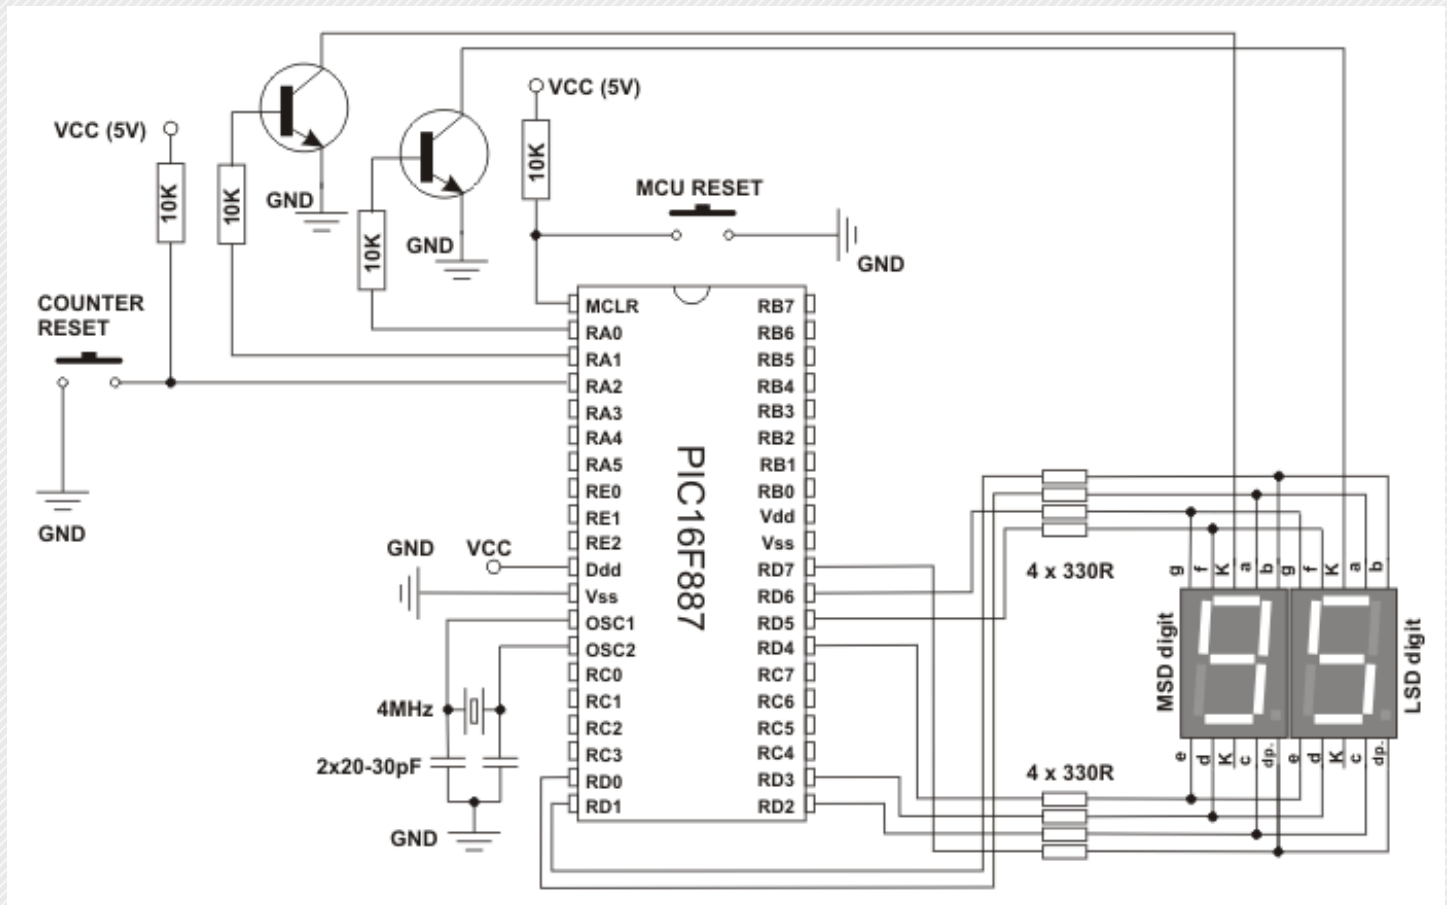 VCC (5V)
VCC (5V)
10K
10K
10K
10K
GND
GND
MCU RESET
GND
COUNTER
RESET
GND
MCLR
RA0
RA1
RA2
RA3
RA4
RA5
RE0
RE1
RE2
Ddd
Vss
OSC1
OSC2
RC0
RC1
RC2
RC3
RD0
RD1
PIC16F887
RB7
RB6
RB5
RB4
RB3
RB2
RB1
RB0
Vdd
Vss
RD7
RD6
RD5
RD4
RC7
RC6
RC5
RC4
RD3
RD2
GND
VCC
4MHz
2x20-30pF
GND
4 x 330R
g f K a b g f K a b
MSD digit
95
LSD digit
e d K c dp. e d K c dp.
4 x 330R